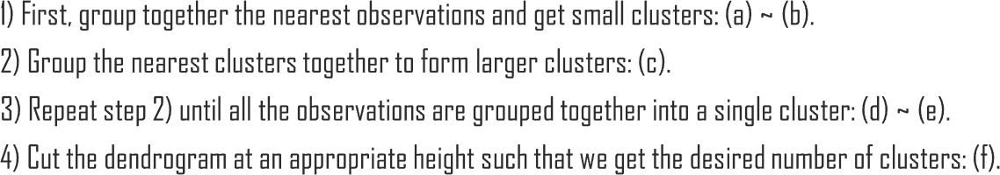 1) First, group together the nearest observations and get small clusters: (a) ~ (b).
2) Group the nearest clusters together to form larger clusters: (c).
3) Repeat step 2) until all the observations are grouped together into a single cluster: (d) ~ (e).
4) Cut the dendrogram at an appropriate height such that we get the desired number of clusters: (f).